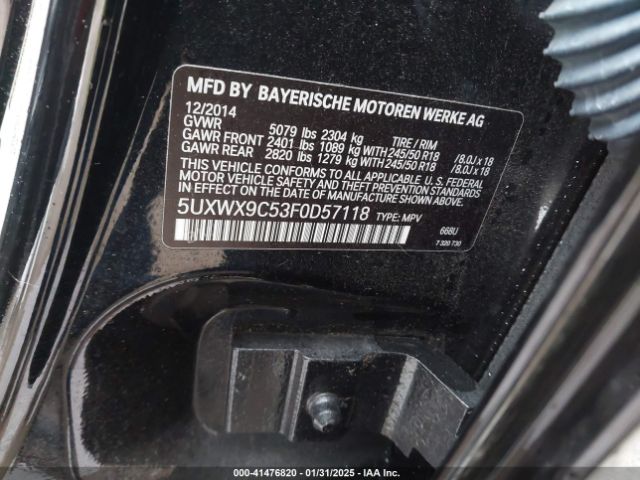 MFD BY BAYERISCHE MOTOREN WERKE AG
12/2014
GVWR 5079 lbs 2304 kg TIRE / RIM
GAWR FRONT 2401 lbs 1089 kg WITH 245/50 R18 /8.0J x 18
GAWR REAR 2820 lbs 1279 kg WITH 245/50 R18 /8.0J x 18
THIS VEHICLE CONFORMS TO ALL APPLICABLE U.S. FEDERAL
MOTOR VEHICLE SAFETY AND THEFT PREVENTION STANDARDS
IN EFFECT ON THE DATE OF MANUFACTURE SHOWN ABOVE.
5UXWX9C53F0D57118 TYPE: MPV
668U
7 320 730
000-41476820 - 01/31/2025 - IAA Inc.